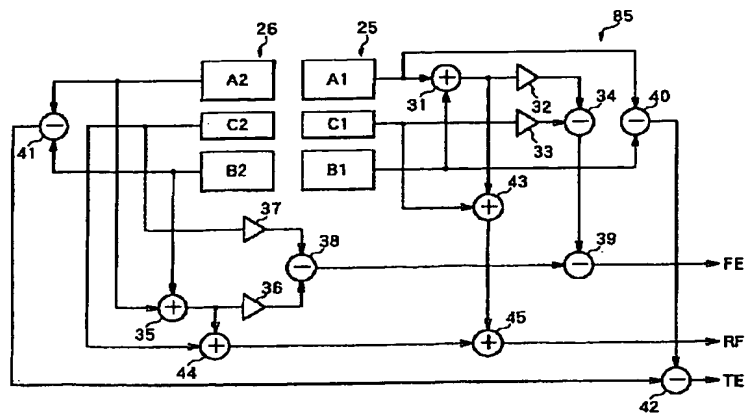 85
26 25
A2 A1
C2 C1
B2 B1
+ 31
32
33
− 34
− 40
− 41
+ 43
37
− 38
36
+ 35
+ 44
− 39
+ 45
− 42
FE
RF
TE